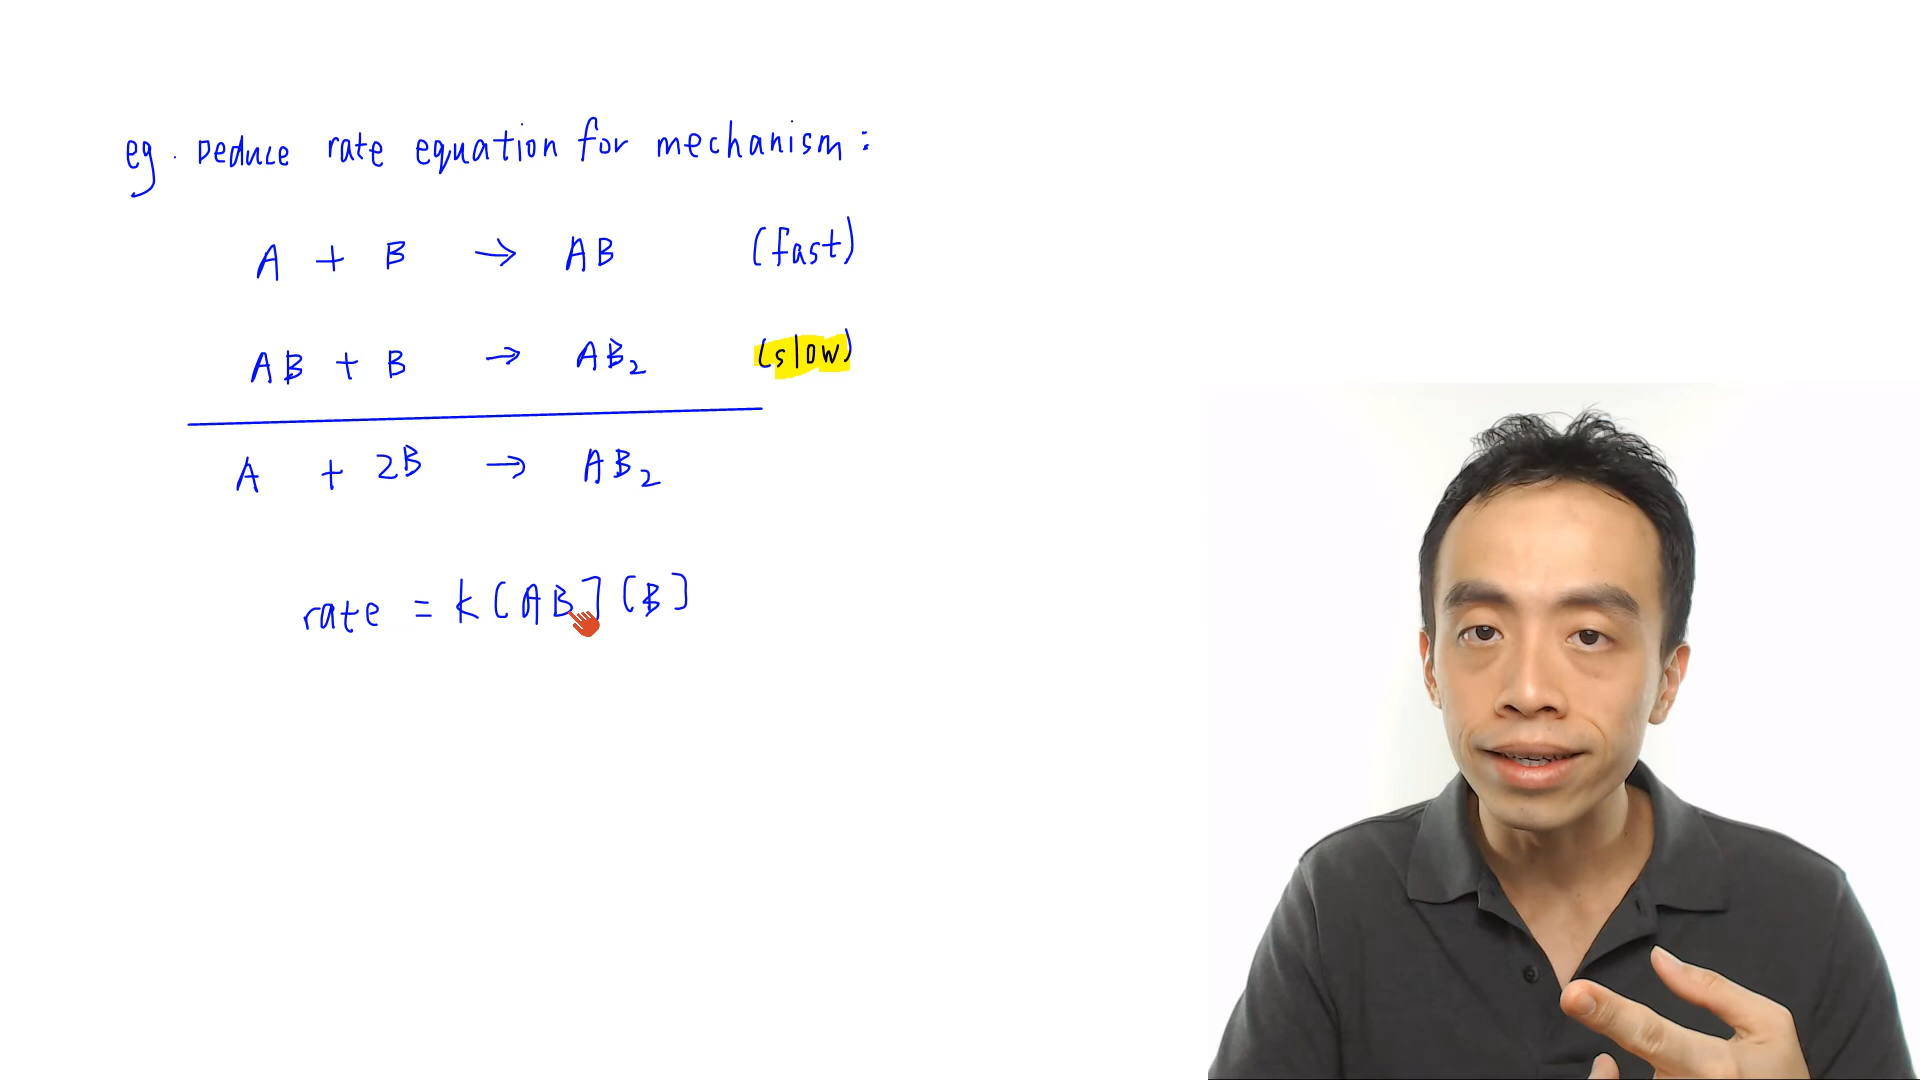 eg. Deduce rate equation for mechanism:
A + B → AB (fast)
AB + B → AB₂ (slow)
A + 2B → AB₂
rate = k[AB][B]